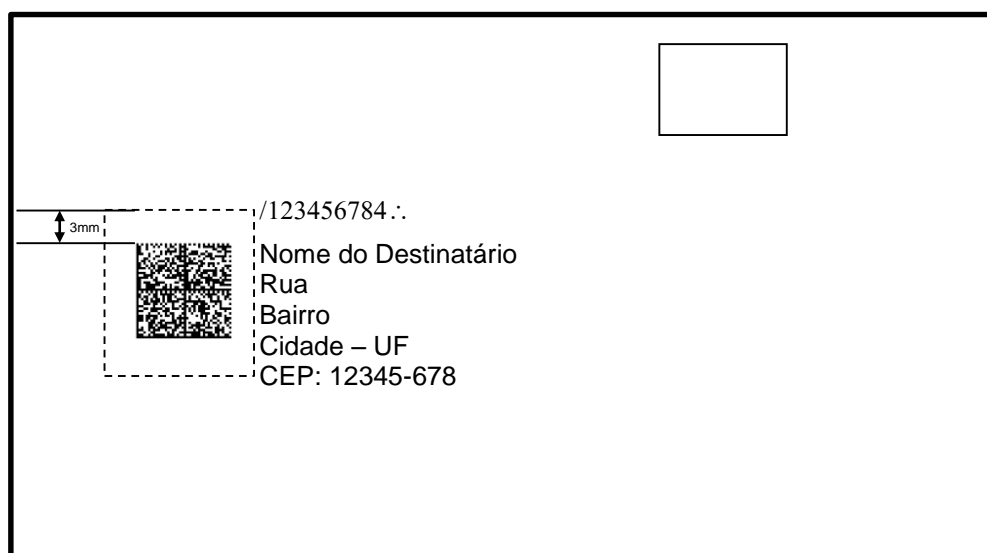 /123456784∴
3mm
Nome do Destinatário
Rua
Bairro
Cidade – UF
CEP: 12345-678